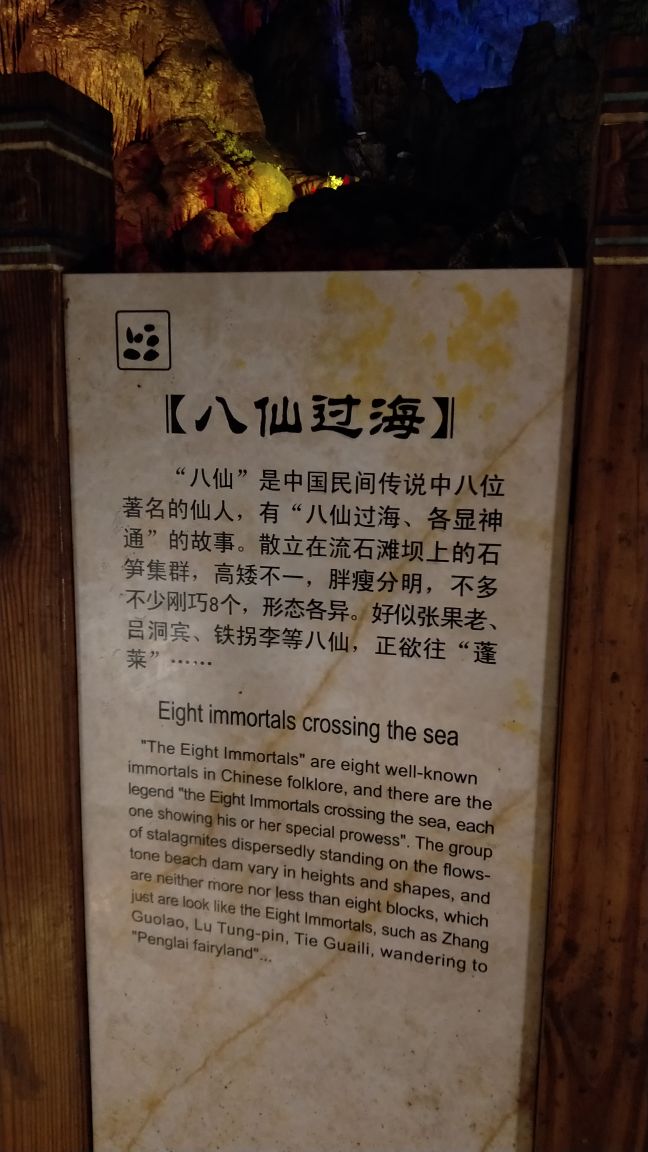 【八仙过海】
“八仙”是中国民间传说中八位
著名的仙人，有“八仙过海、各显神
通”的故事。散立在流石滩坝上的石
笋集群，高矮不一，胖瘦分明，不多
不少刚巧8个，形态各异。好似张果老、
吕洞宾、铁拐李等八仙，正欲往“蓬
莱”……
Eight immortals crossing the sea
"The Eight Immortals" are eight well-known
immortals in Chinese folklore, and there are the
legend "the Eight Immortals crossing the sea, each
one showing his or her special prowess". The group
of stalagmites dispersedly standing on the flows-
tone beach dam vary in heights and shapes, and
are neither more nor less than eight blocks, which
just are look like the Eight Immortals, such as Zhang
Guolao, Lu Tung-pin, Tie Guaili, wandering to
"Penglai fairyland"...